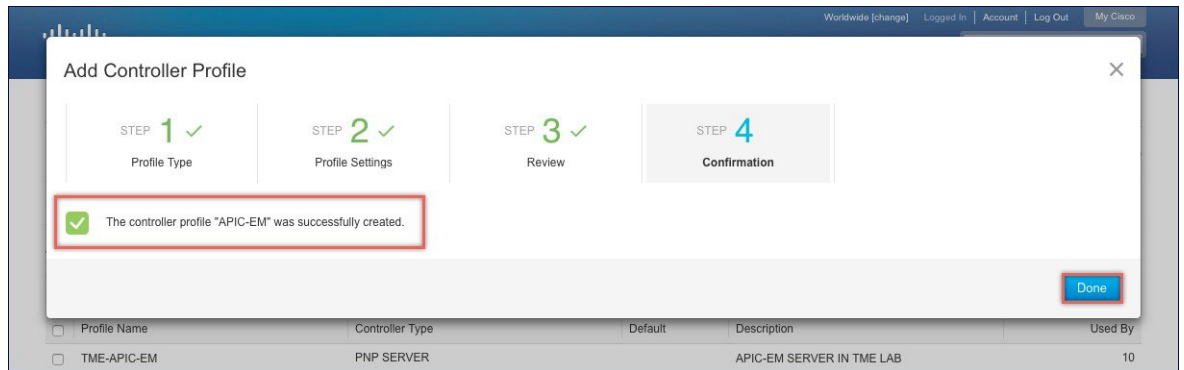 Worldwide [change] Logged In Account Log Out My Cisco
Add Controller Profile
STEP 1 STEP 2 STEP 3 STEP 4
Profile Type Profile Settings Review Confirmation
The controller profile "APIC-EM" was successfully created.
Done
Profile Name Controller Type Default Description Used By
TME-APIC-EM PNP SERVER APIC-EM SERVER IN TME LAB 10